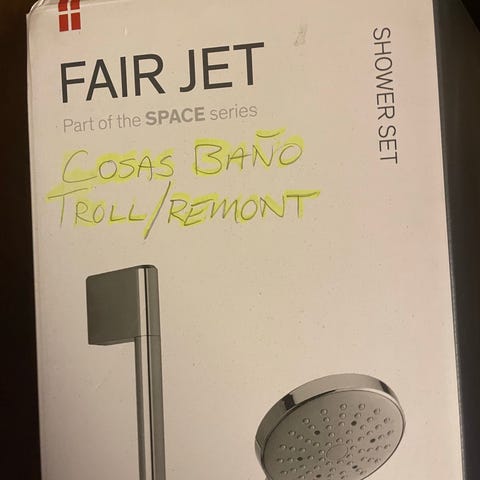 FAIR JET
Part of the SPACE series
SHOWER SET
COSAS BAÑO
TROLL/REMONT